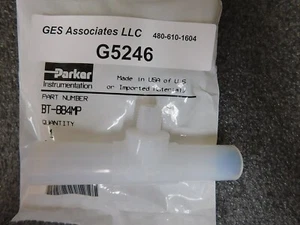 GES Associates LLC 480-610-1604
G5246
Parker
Instrumentation
Made in USA of U.S.
or Imported Materials
PART NUMBER
BT-BB4MP
QUANTITY